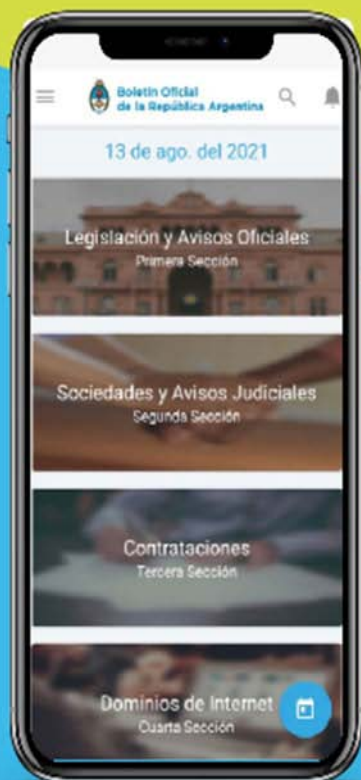 Boletín Oficial
de la República Argentina
13 de ago. del 2021
Legislación y Avisos Oficiales
Primera Sección
Sociedades y Avisos Judiciales
Segunda Sección
Contrataciones
Tercera Sección
Dominios de Internet
Cuarta Sección